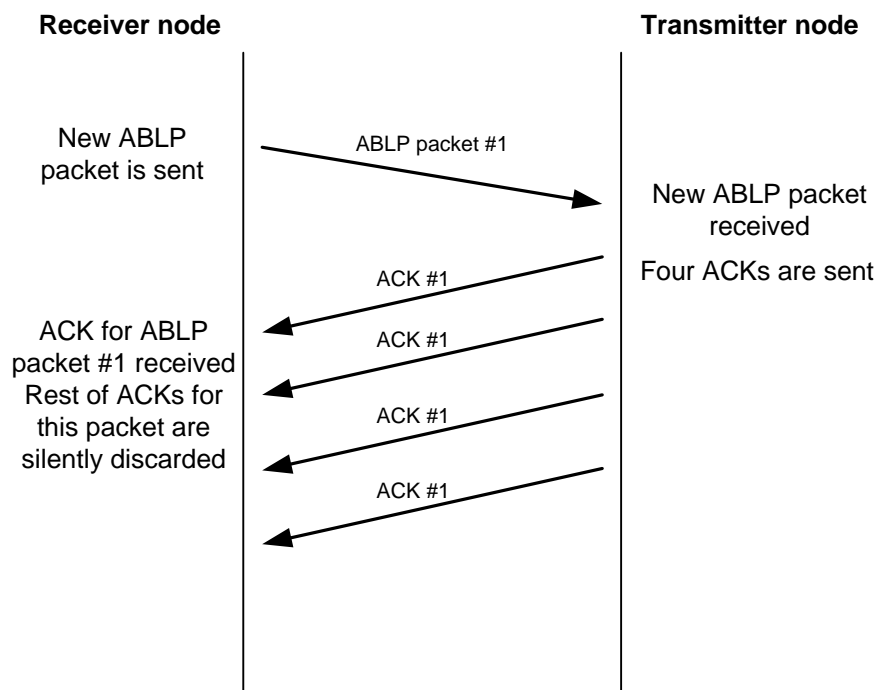 Receiver node
Transmitter node
New ABLP
packet is sent
ABLP packet #1
New ABLP packet
received
Four ACKs are sent
ACK #1
ACK for ABLP
packet #1 received
Rest of ACKs for
this packet are
silently discarded
ACK #1
ACK #1
ACK #1